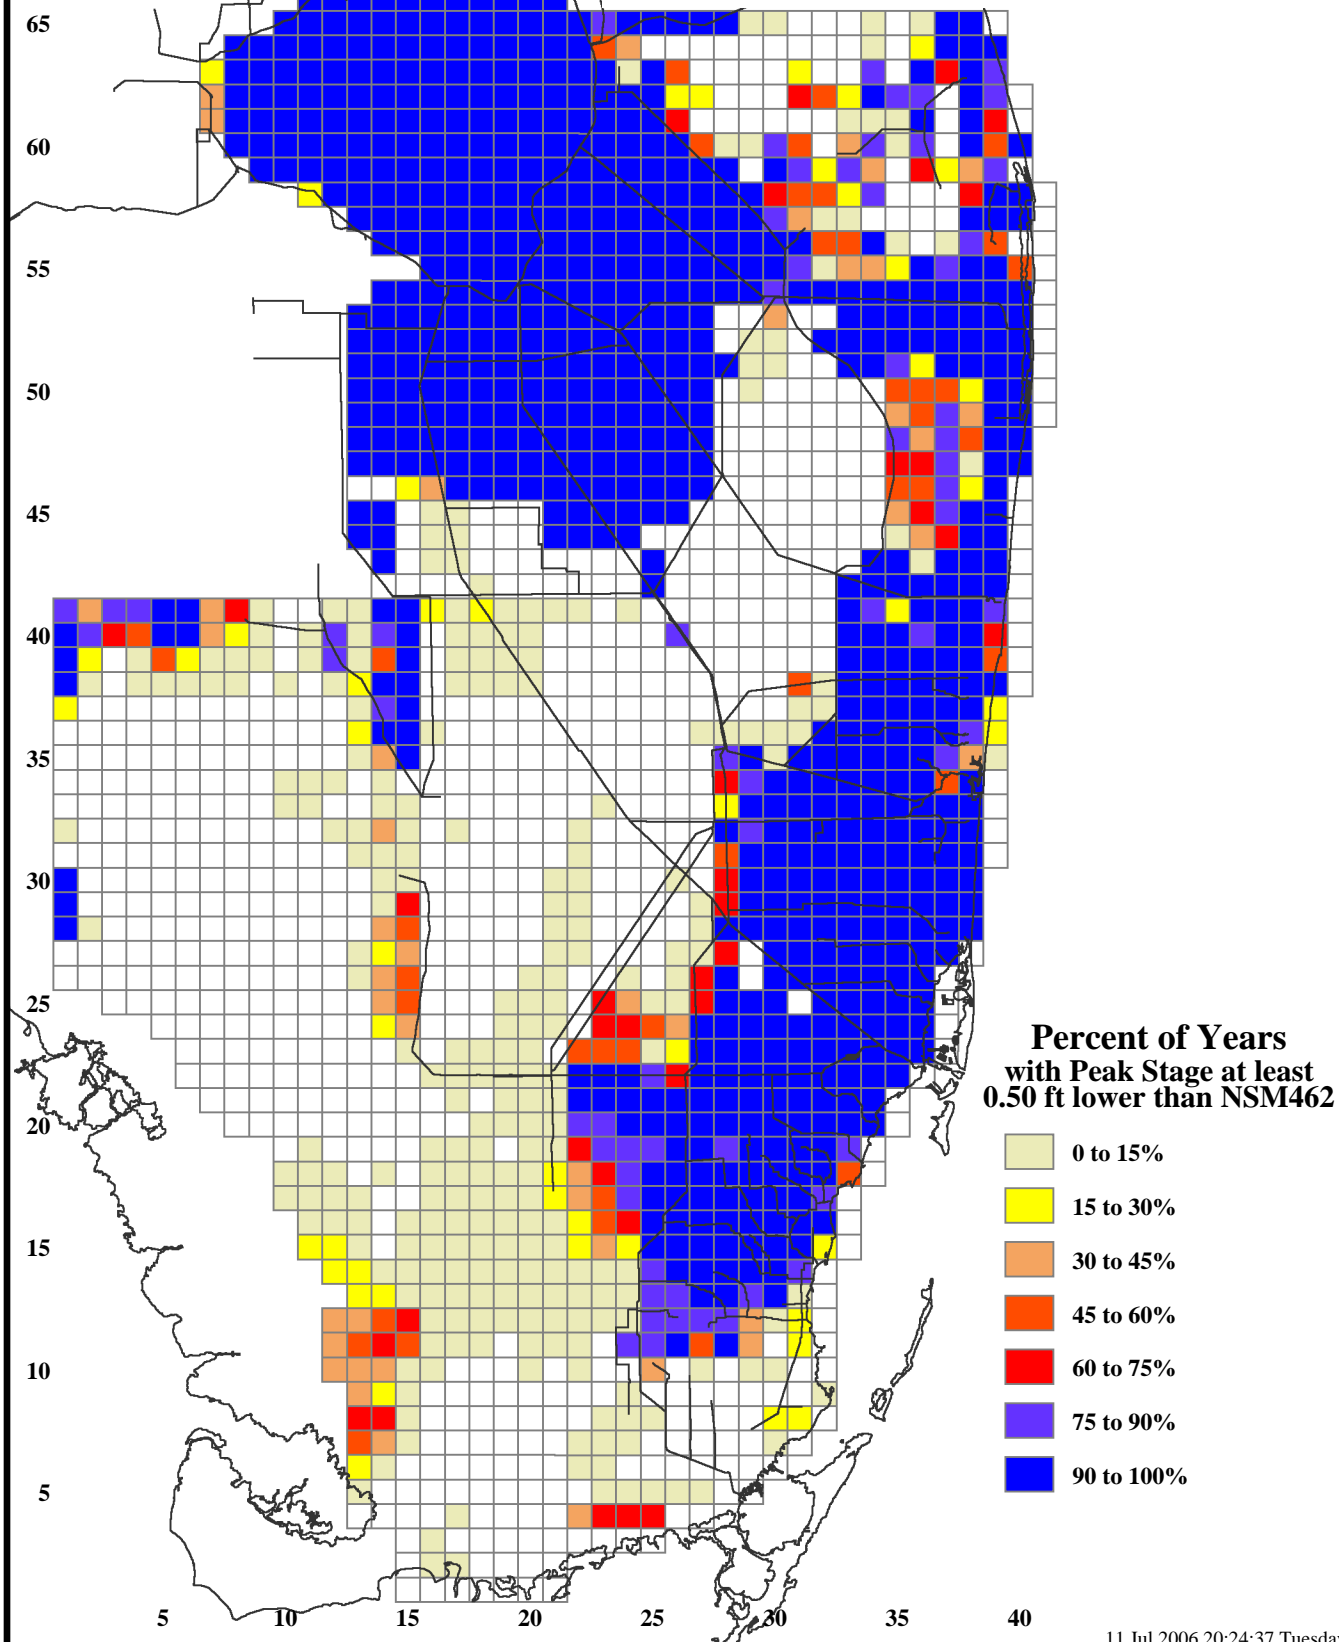 65
60
55
50
45
40
35
30
25
20
15
10
5
5 10 15 20 25 30 35 40
Percent of Years
with Peak Stage at least
0.50 ft lower than NSM462
0 to 15%
15 to 30%
30 to 45%
45 to 60%
60 to 75%
75 to 90%
90 to 100%
11 Jul 2006 20:24:37 Tuesday